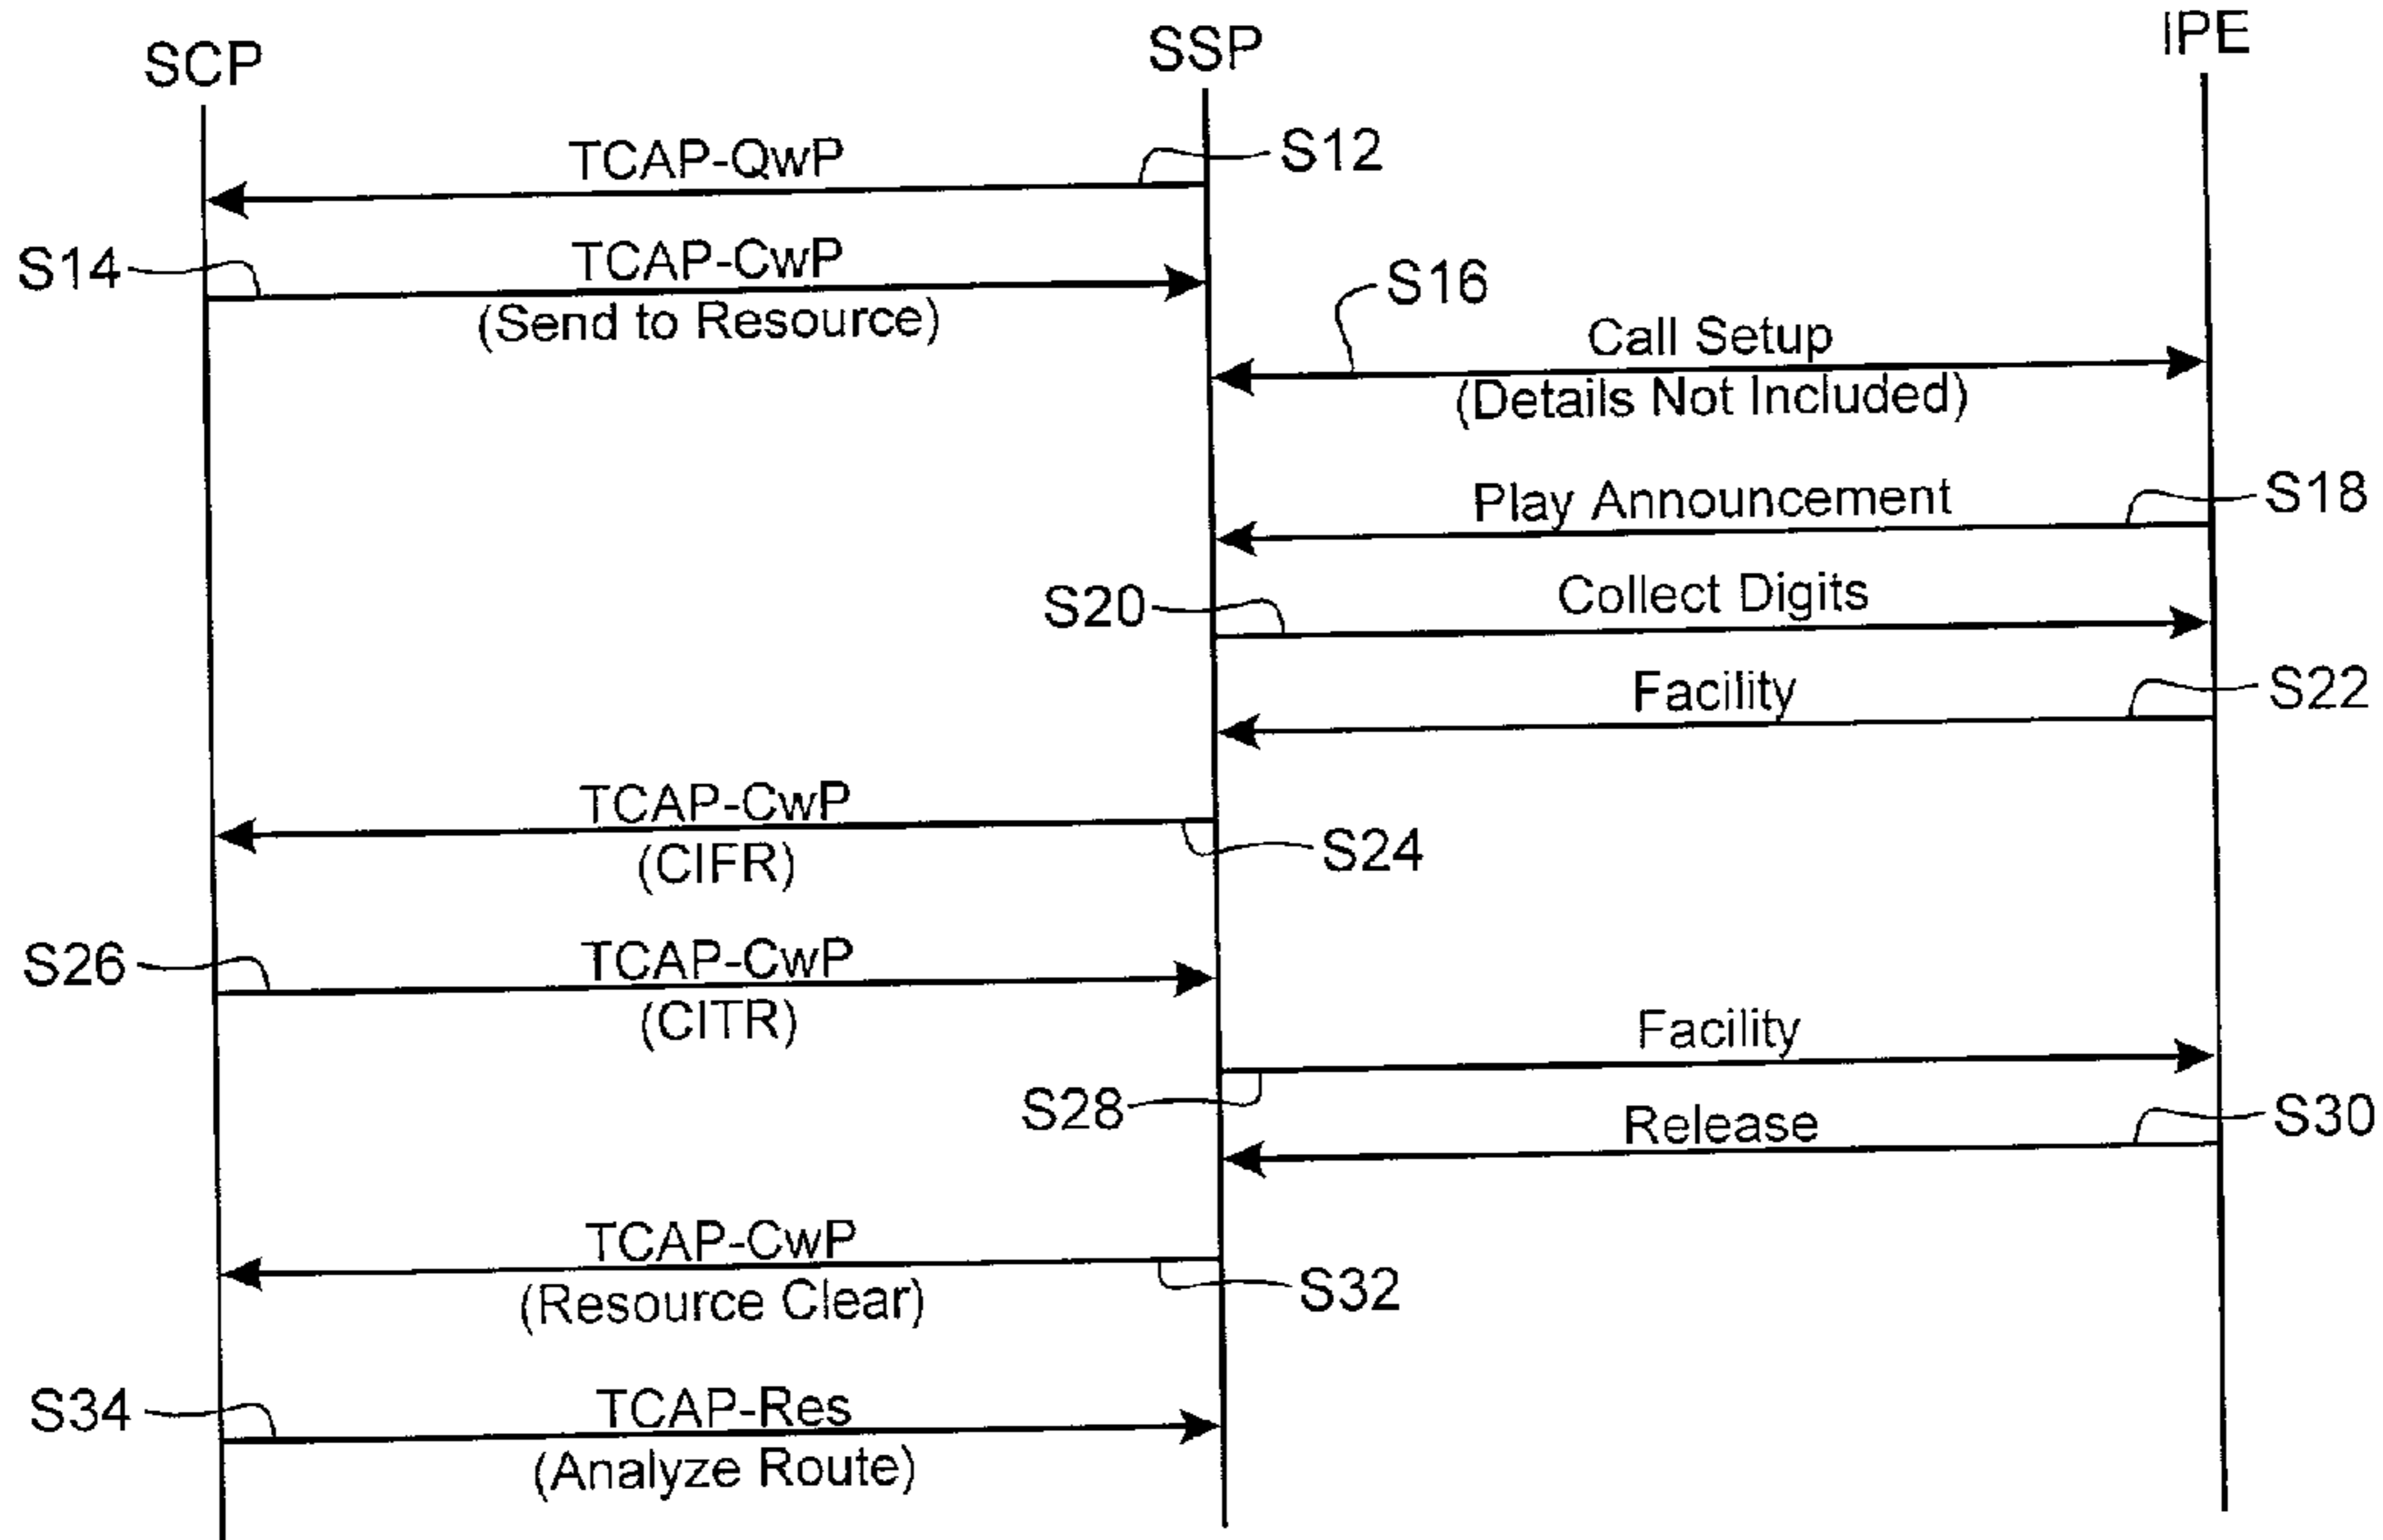 SCP
SSP
IPE
TCAP-QwP
S12
S14
TCAP-CwP
(Send to Resource)
S16
Call Setup
(Details Not Included)
Play Announcement
S18
S20
Collect Digits
Facility
S22
TCAP-CwP
(CIFR)
S24
S26
TCAP-CwP
(CITR)
Facility
S28
Release
S30
TCAP-CwP
(Resource Clear)
S32
S34
TCAP-Res
(Analyze Route)